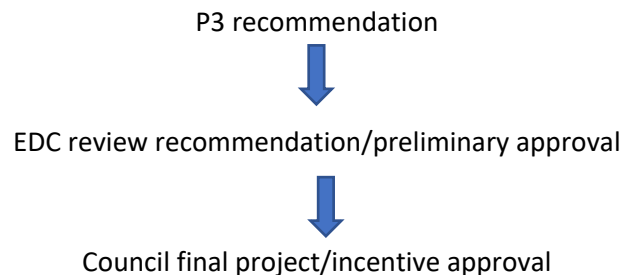 P3 recommendation
EDC review recommendation/preliminary approval
Council final project/incentive approval